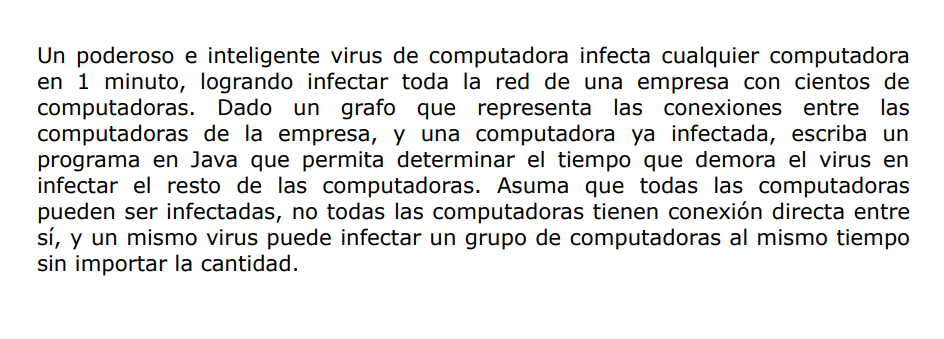 Un poderoso e inteligente virus de computadora infecta cualquier computadora
en 1 minuto, logrando infectar toda la red de una empresa con cientos de
computadoras. Dado un grafo que representa las conexiones entre las
computadoras de la empresa, y una computadora ya infectada, escriba un
programa en Java que permita determinar el tiempo que demora el virus en
infectar el resto de las computadoras. Asuma que todas las computadoras
pueden ser infectadas, no todas las computadoras tienen conexión directa entre
sí, y un mismo virus puede infectar un grupo de computadoras al mismo tiempo
sin importar la cantidad.